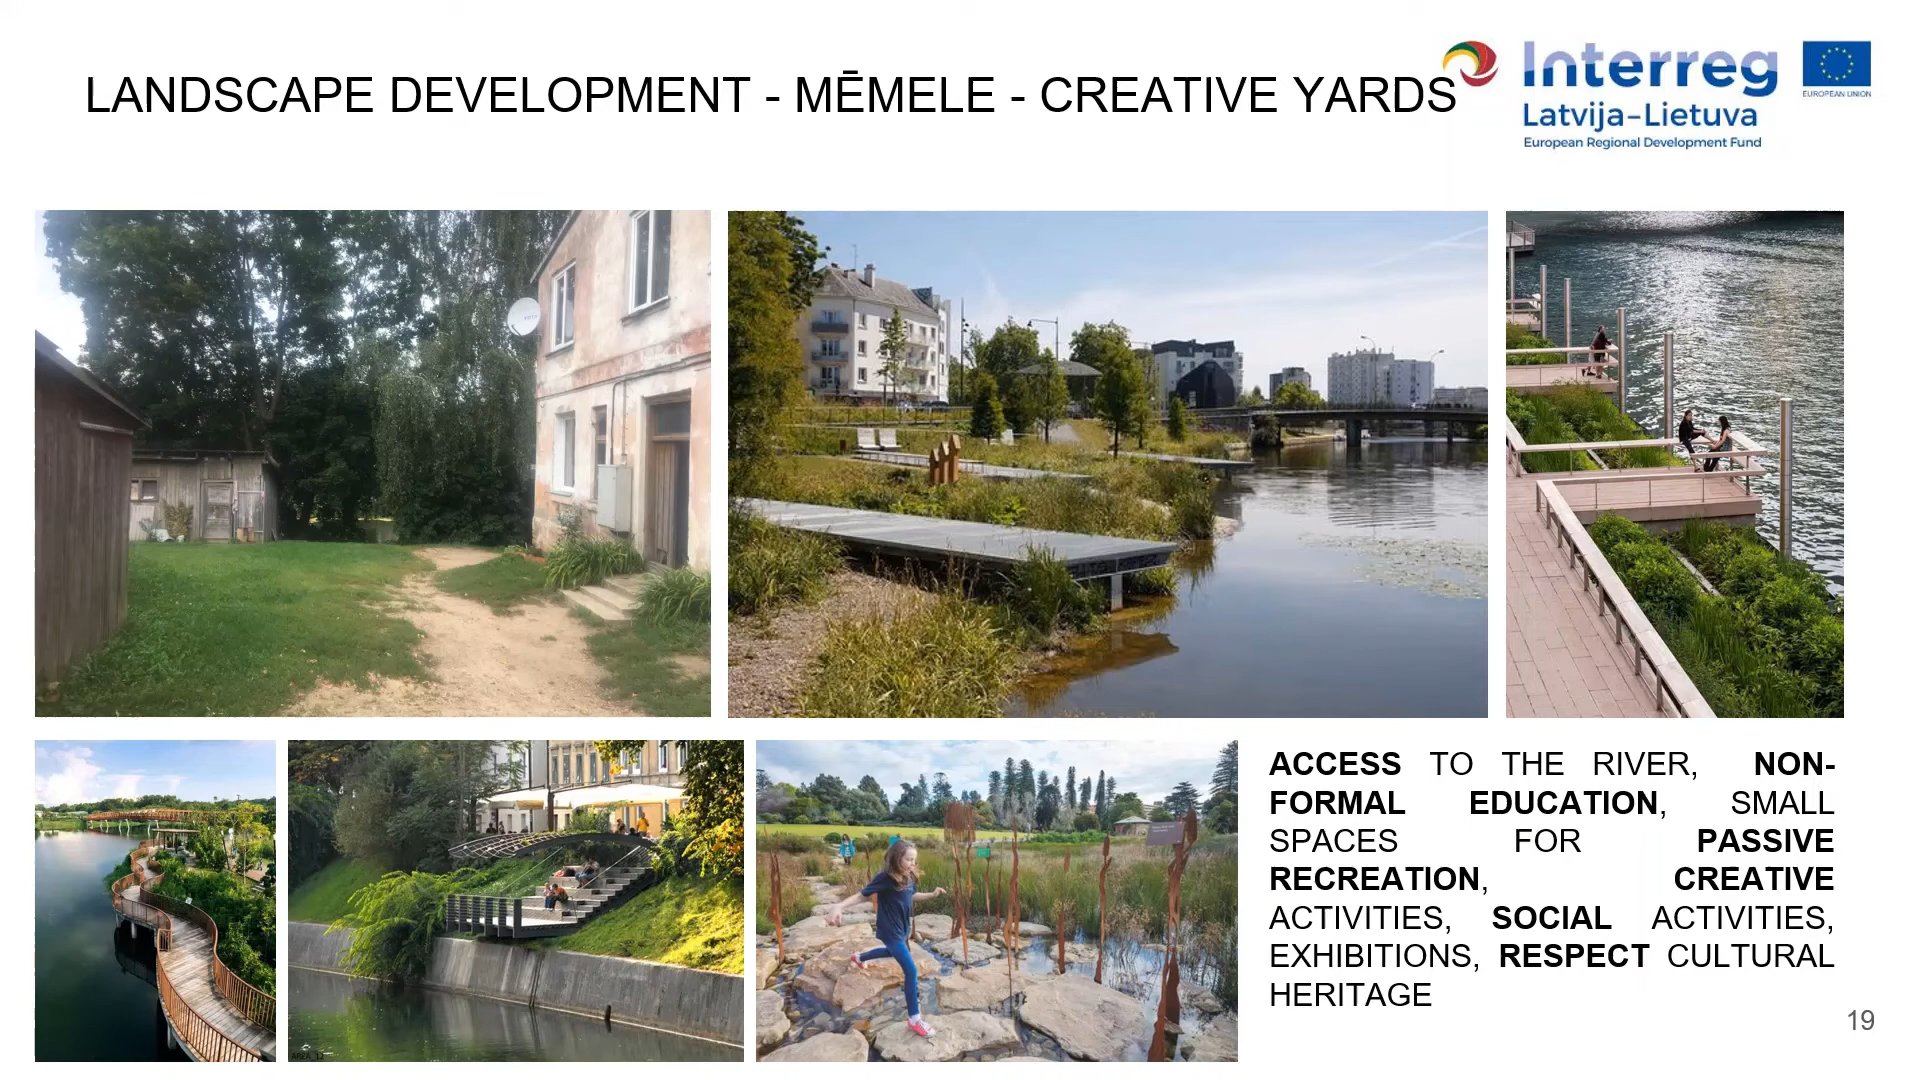 LANDSCAPE DEVELOPMENT - MĒMELE - CREATIVE YARDS
Interreg
Latvija–Lietuva
European Regional Development Fund
EUROPEAN UNION
ACCESS TO THE RIVER, NON-
FORMAL EDUCATION, SMALL
SPACES FOR PASSIVE
RECREATION, CREATIVE
ACTIVITIES, SOCIAL ACTIVITIES,
EXHIBITIONS, RESPECT CULTURAL
HERITAGE
AREA_12
19